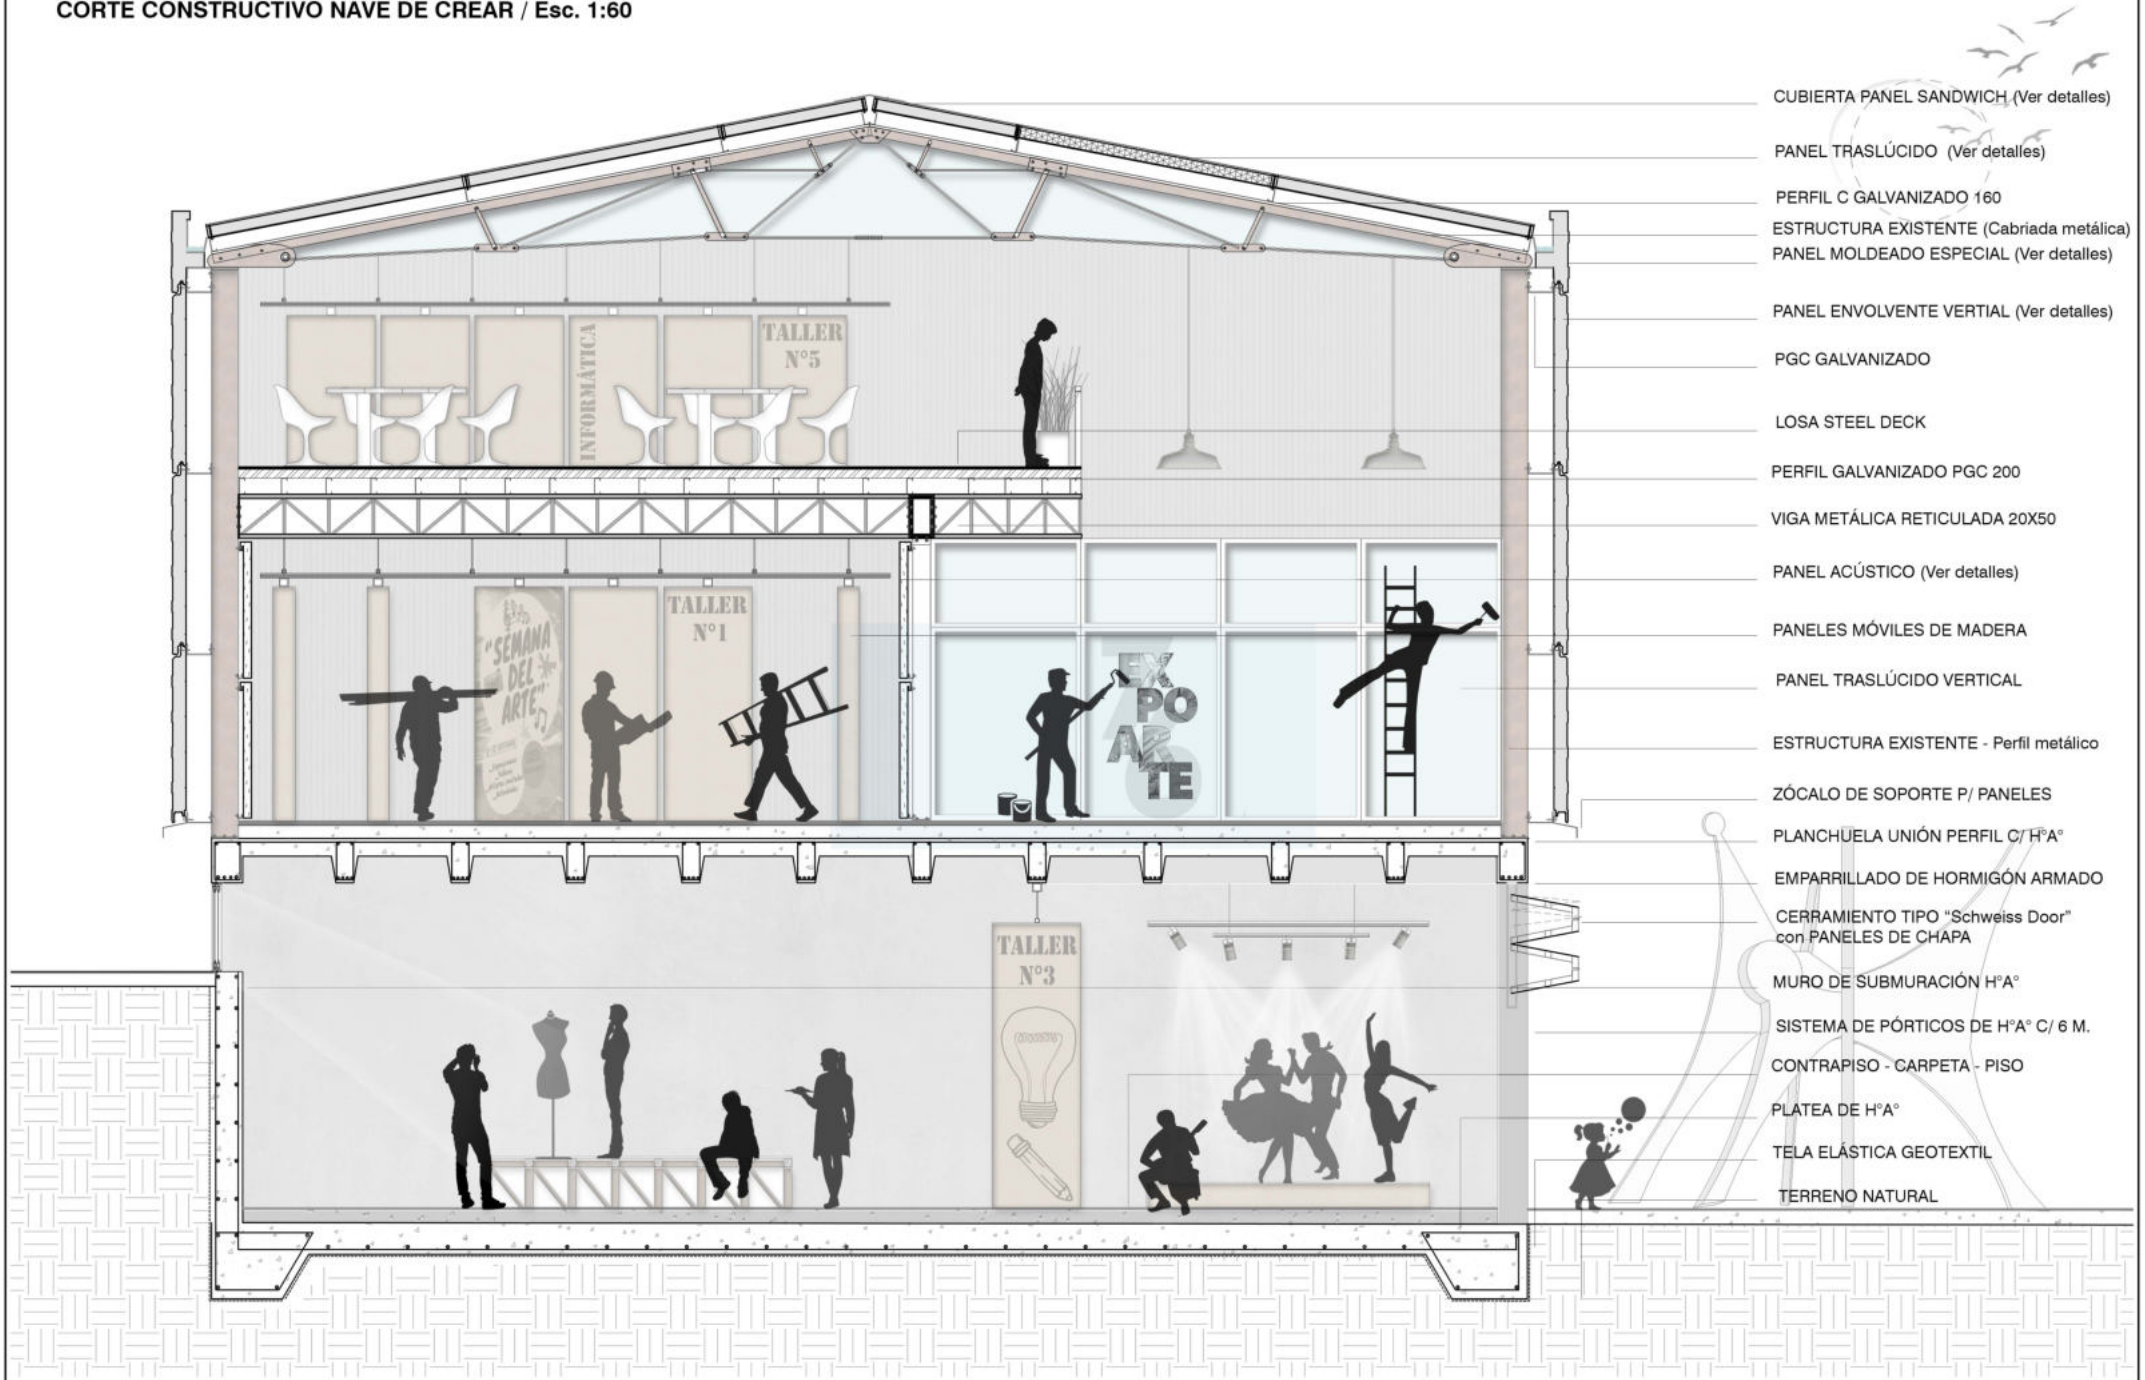 CORTE CONSTRUCTIVO NAVE DE CREAR / Esc. 1:60
CUBIERTA PANEL SANDWICH (Ver detalles)
PANEL TRASLÚCIDO (Ver detalles)
PERFIL C GALVANIZADO 160
ESTRUCTURA EXISTENTE (Cabriada metálica)
PANEL MOLDEADO ESPECIAL (Ver detalles)
PANEL ENVOLVENTE VERTIAL (Ver detalles)
PGC GALVANIZADO
LOSA STEEL DECK
PERFIL GALVANIZADO PGC 200
VIGA METÁLICA RETICULADA 20X50
PANEL ACÚSTICO (Ver detalles)
PANELES MÓVILES DE MADERA
PANEL TRASLÚCIDO VERTICAL
ESTRUCTURA EXISTENTE - Perfil metálico
ZÓCALO DE SOPORTE P/ PANELES
PLANCHUELA UNIÓN PERFIL C/ H°A°
EMPARRILLADO DE HORMIGÓN ARMADO
CERRAMIENTO TIPO “Schweiss Door”
con PANELES DE CHAPA
MURO DE SUBMURACIÓN H°A°
SISTEMA DE PÓRTICOS DE H°A° C/ 6 M.
CONTRAPISO - CARPETA - PISO
PLATEA DE H°A°
TELA ELÁSTICA GEOTEXTIL
TERRENO NATURAL
INFORMÁTICA
TALLER
N°5
"SEMANA
DEL
ARTE"
TALLER
N°1
EX
PO
AR
TE
TALLER
N°3